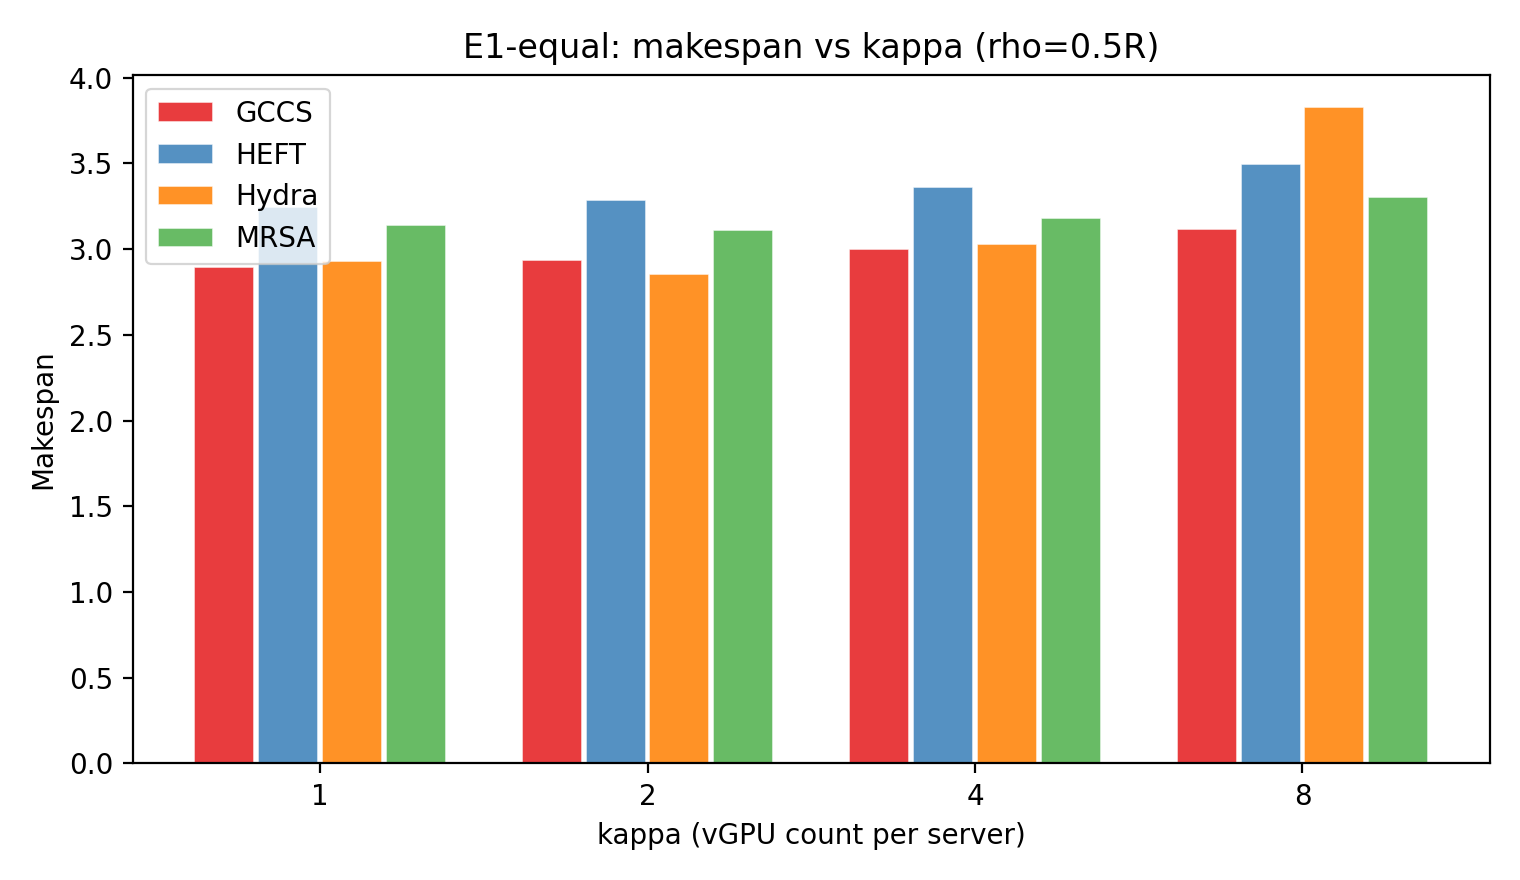 E1-equal: makespan vs kappa (rho=0.5R)
GCCS
HEFT
Hydra
MRSA
Makespan
4.0
3.5
3.0
2.5
2.0
1.5
1.0
0.5
0.0
1 2 4 8
kappa (vGPU count per server)